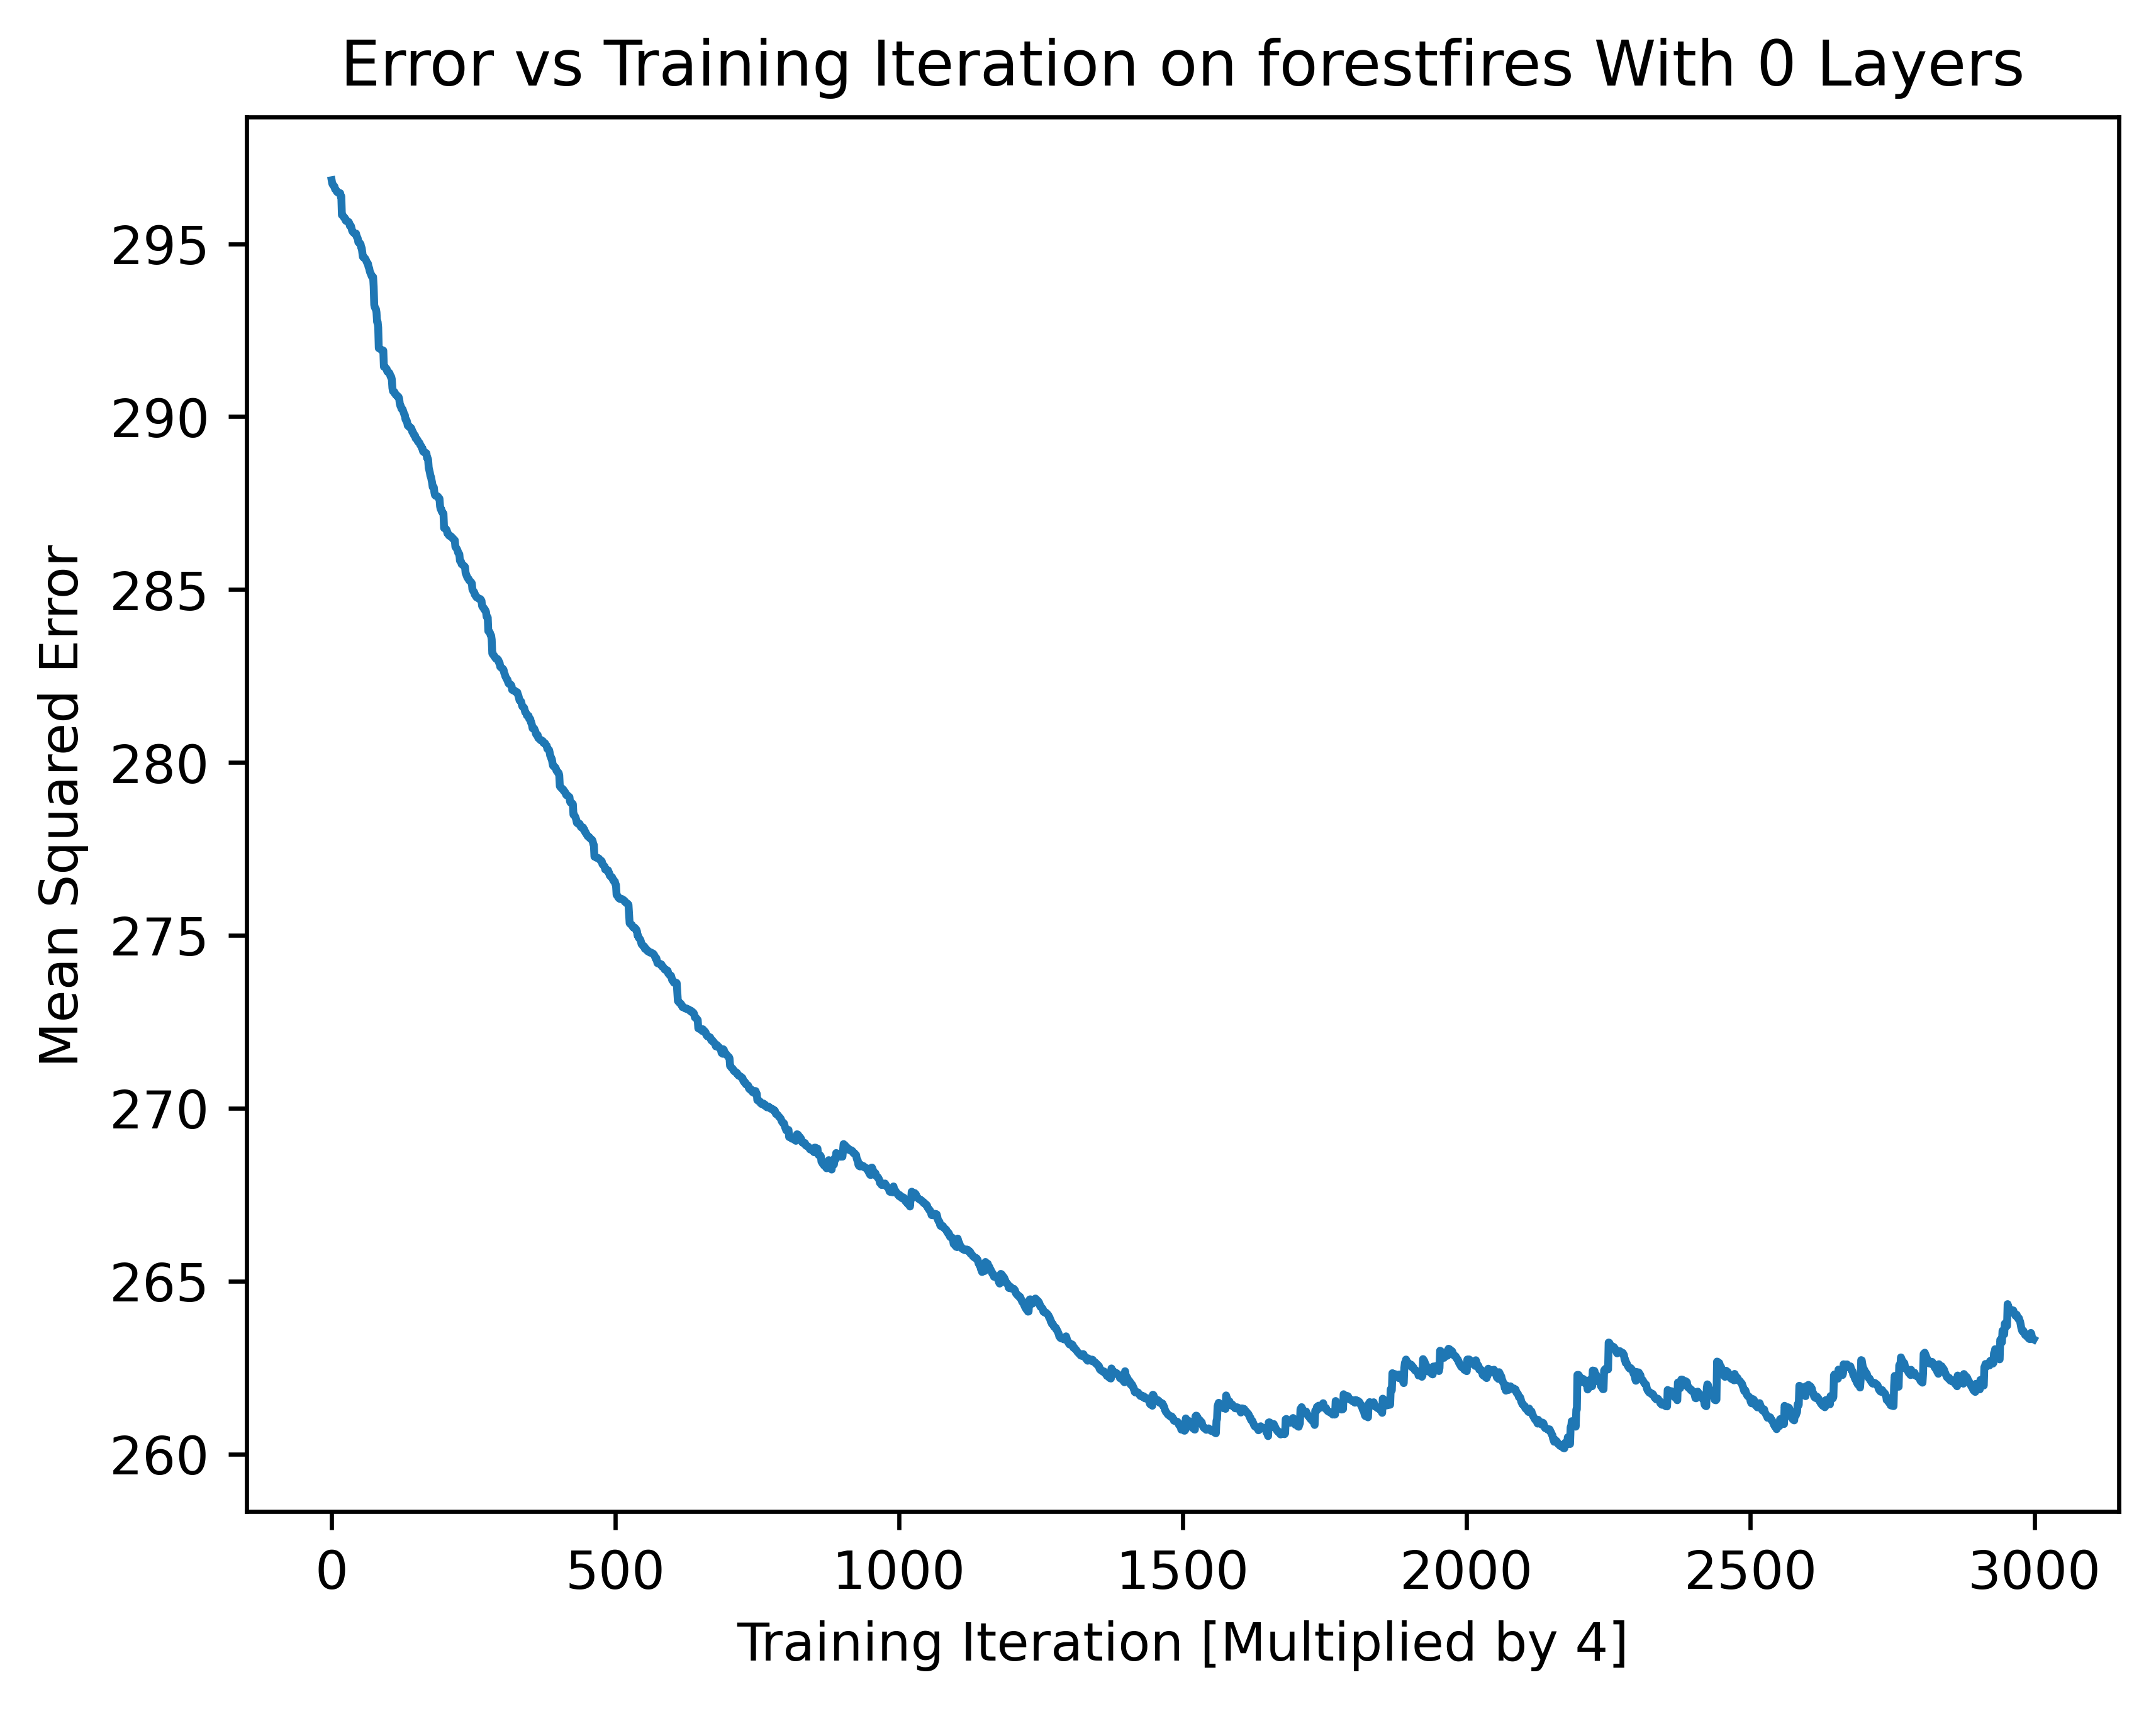 Error vs Training Iteration on forestfires With 0 Layers
Mean Squared Error
295
290
285
280
275
270
265
260
0 500 1000 1500 2000 2500 3000
Training Iteration [Multiplied by 4]